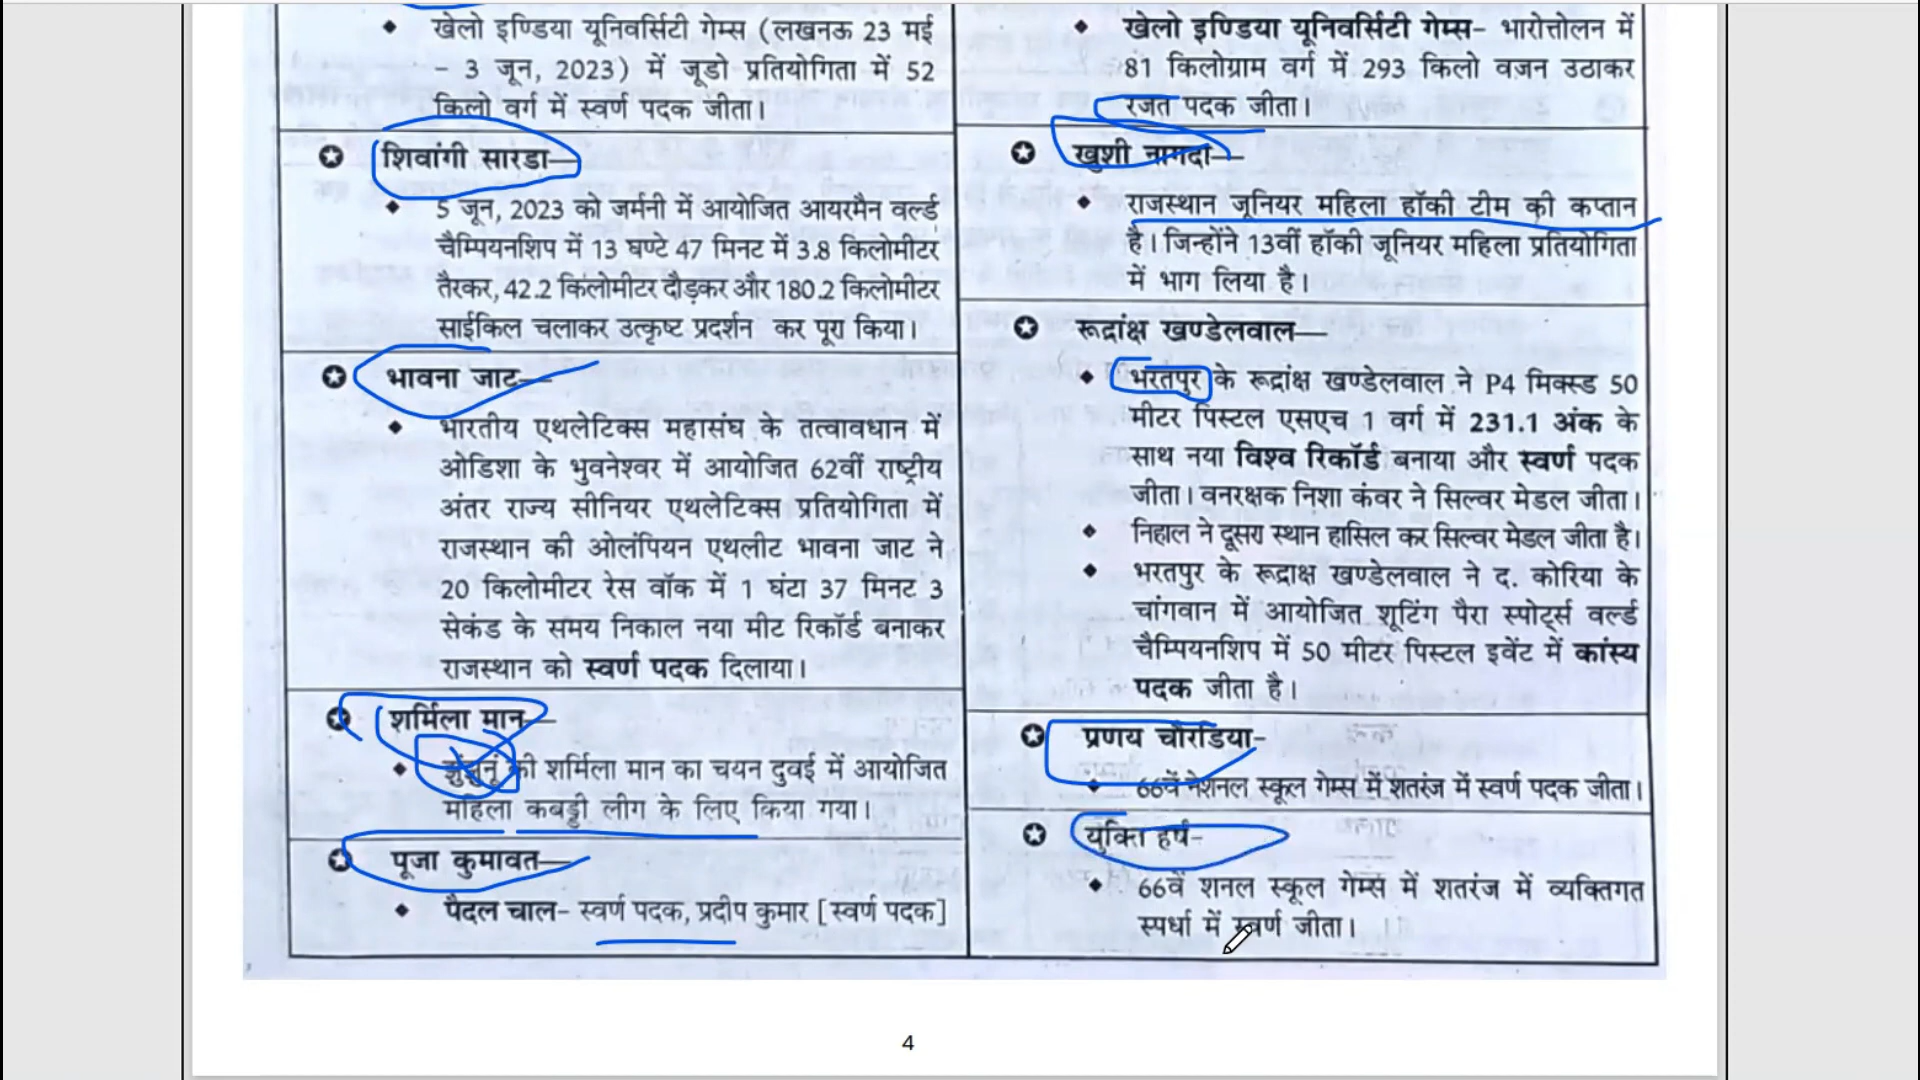 खेलो इण्डिया यूनिवर्सिटी गेम्स (लखनऊ 23 मई
- 3 जून, 2023) में जूडो प्रतियोगिता में 52
किलो वर्ग में स्वर्ण पदक जीता।
शिवांगी सारडा—
5 जून, 2023 को जर्मनी में आयोजित आयरमैन वर्ल्ड
चैम्पियनशिप में 13 घण्टे 47 मिनट में 3.8 किलोमीटर
तैरकर, 42.2 किलोमीटर दौड़कर और 180.2 किलोमीटर
साईकिल चलाकर उत्कृष्ट प्रदर्शन कर पूरा किया।
भावना जाट—
भारतीय एथलेटिक्स महासंघ के तत्वावधान में
ओडिशा के भुवनेश्वर में आयोजित 62वीं राष्ट्रीय
अंतर राज्य सीनियर एथलेटिक्स प्रतियोगिता में
राजस्थान की ओलंपियन एथलीट भावना जाट ने
20 किलोमीटर रेस वॉक में 1 घंटा 37 मिनट 3
सेकंड के समय निकाल नया मीट रिकॉर्ड बनाकर
राजस्थान को स्वर्ण पदक दिलाया।
शर्मिला मान—
झुंझुनूं की शर्मिला मान का चयन दुबई में आयोजित
महिला कबड्डी लीग के लिए किया गया।
पूजा कुमावत—
पैदल चाल- स्वर्ण पदक, प्रदीप कुमार [स्वर्ण पदक]
खेलो इण्डिया यूनिवर्सिटी गेम्स- भारोत्तोलन में
81 किलोग्राम वर्ग में 293 किलो वज़न उठाकर
रजत पदक जीता।
खुशी नागदा—
राजस्थान जूनियर महिला हॉकी टीम की कप्तान
है। जिन्होंने 13वीं हॉकी जूनियर महिला प्रतियोगिता
में भाग लिया है।
रूद्रांक्ष खण्डेलवाल—
भरतपुर के रूद्रांक्ष खण्डेलवाल ने P4 मिक्स्ड 50
मीटर पिस्टल एसएच 1 वर्ग में 231.1 अंक के
साथ नया विश्व रिकॉर्ड बनाया और स्वर्ण पदक
जीता। वनरक्षक निशा कंवर ने सिल्वर मेडल जीता।
निहाल ने दूसरा स्थान हासिल कर सिल्वर मेडल जीता है।
भरतपुर के रूद्राक्ष खण्डेलवाल ने द. कोरिया के
चांगवान में आयोजित शूटिंग पैरा स्पोर्ट्स वर्ल्ड
चैम्पियनशिप में 50 मीटर पिस्टल इवेंट में कांस्य
पदक जीता है।
प्रणय चौरडिया-
66वें नेशनल स्कूल गेम्स में शतरंज में स्वर्ण पदक जीता।
युक्ति हर्ष-
66वें शनल स्कूल गेम्स में शतरंज में व्यक्तिगत
स्पर्धा में स्वर्ण जीता।
4